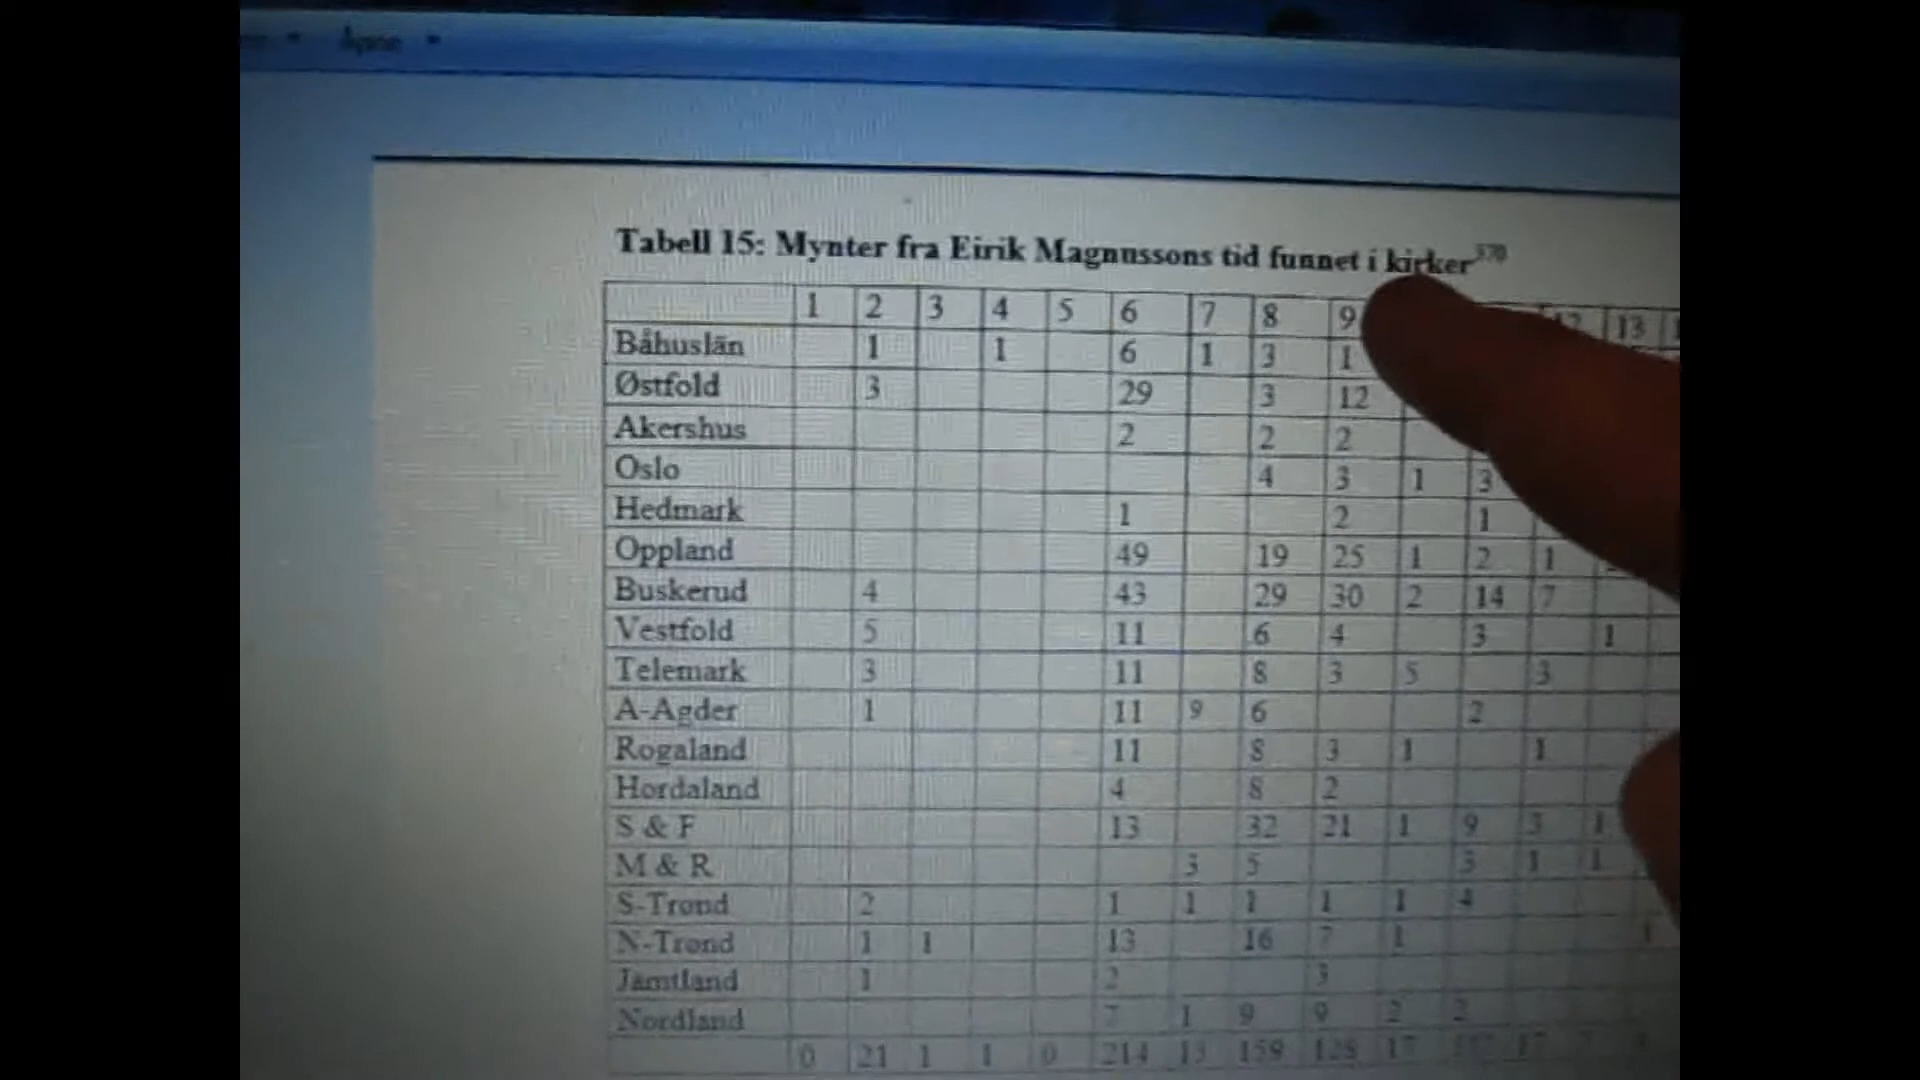 Åpne
Tabell 15: Mynter fra Eirik Magnussons tid funnet i kirker 370
1 2 3 4 5 6 7 8 9 12 13
Båhuslän 1 1 6 1 3 1
Østfold 3 29 3 12
Akershus 2 2 2
Oslo 4 3 1 3
Hedmark 1 2 1
Oppland 49 19 25 1 2 1
Buskerud 4 43 29 30 2 14 7
Vestfold 5 11 6 4 3 1
Telemark 3 11 8 3 5 3
A-Agder 1 11 9 6 2
Rogaland 11 8 3 1 1
Hordaland 4 8 2
S & F 13 32 21 1 9 3 1
M & R 3 5 3 1 1
S-Trønd 2 1 1 1 1 1 4
N-Trønd 1 1 13 16 7 1 1
Jämtland 1 2 3
Nordland 7 1 9 9 2 2
0 21 1 1 0 214 159 128 17